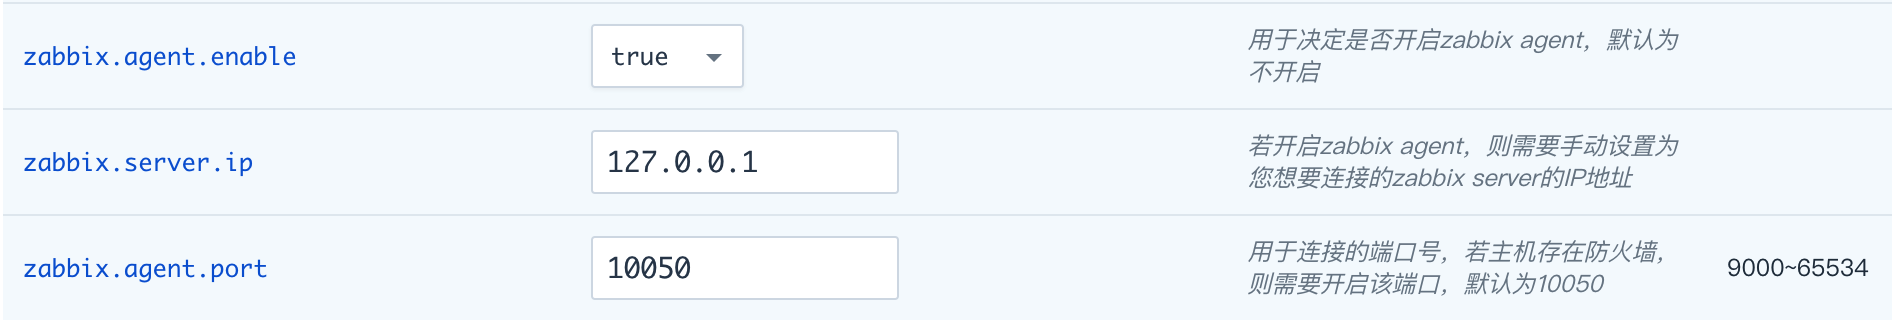 zabbix.agent.enable
true
用于决定是否开启zabbix agent，默认为
不开启
zabbix.server.ip
127.0.0.1
若开启zabbix agent，则需要手动设置为
您想要连接的zabbix server的IP地址
zabbix.agent.port
10050
用于连接的端口号，若主机存在防火墙，
则需要开启该端口，默认为10050
9000~65534